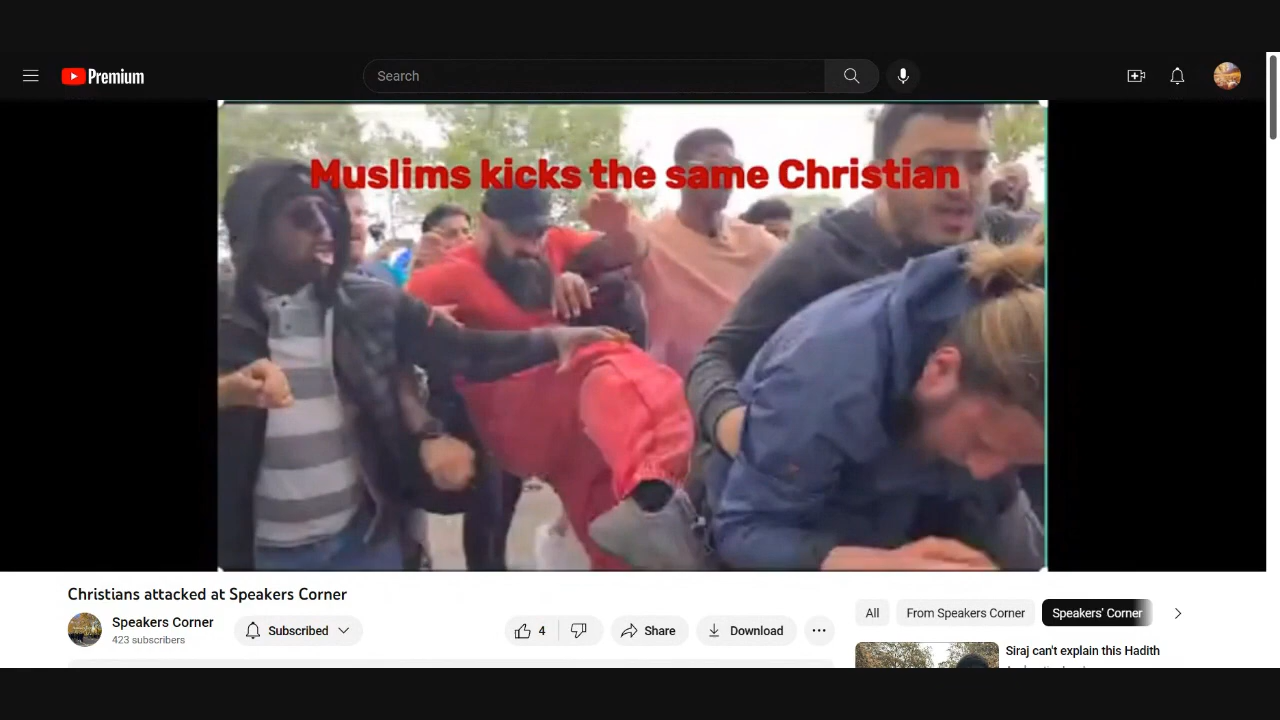 Premium
Search
Muslims kicks the same Christian
Christians attacked at Speakers Corner
Speakers Corner
423 subscribers
Subscribed
4
Share
Download
All
From Speakers Corner
Speakers' Corner
Siraj can't explain this Hadith